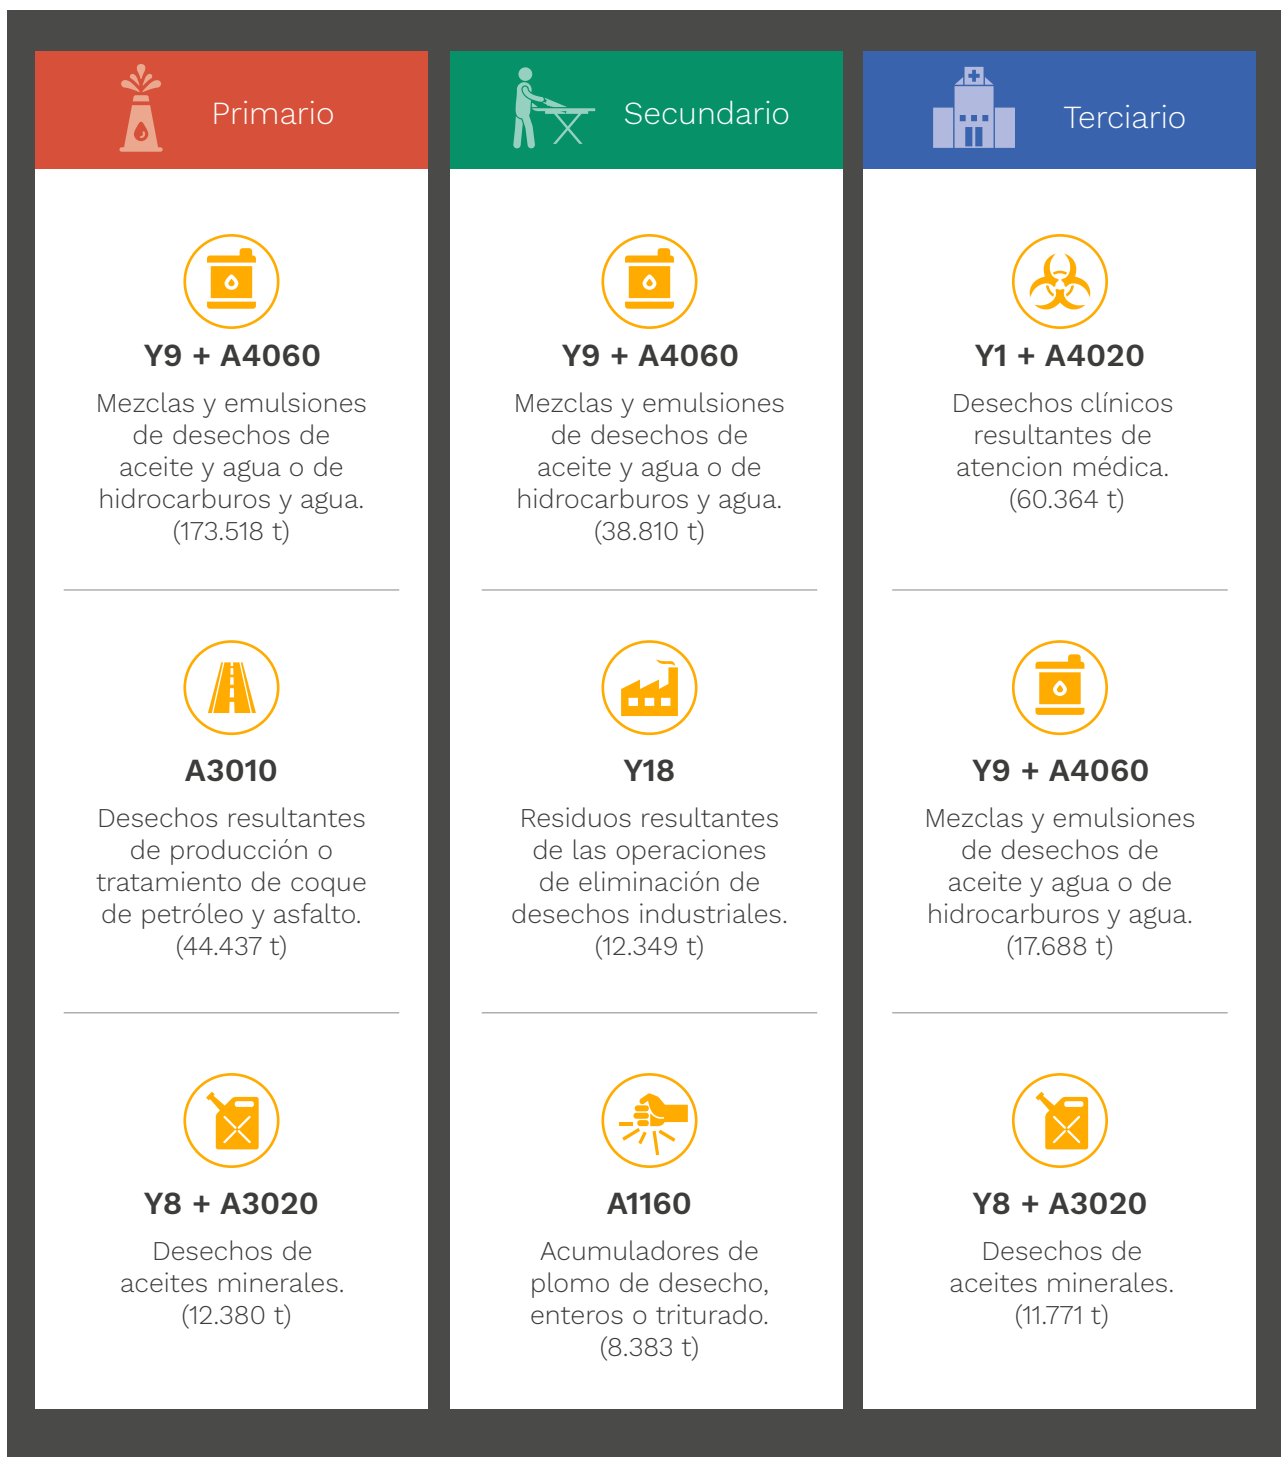 Primario
Y9 + A4060
Mezclas y emulsiones
de desechos de
aceite y agua o de
hidrocarburos y agua.
(173.518 t)
A3010
Desechos resultantes
de producción o
tratamiento de coque
de petróleo y asfalto.
(44.437 t)
Y8 + A3020
Desechos de
aceites minerales.
(12.380 t)
Secundario
Y9 + A4060
Mezclas y emulsiones
de desechos de
aceite y agua o de
hidrocarburos y agua.
(38.810 t)
Y18
Residuos resultantes
de las operaciones
de eliminación de
desechos industriales.
(12.349 t)
A1160
Acumuladores de
plomo de desecho,
enteros o triturado.
(8.383 t)
Terciario
Y1 + A4020
Desechos clínicos
resultantes de
atencion médica.
(60.364 t)
Y9 + A4060
Mezclas y emulsiones
de desechos de
aceite y agua o de
hidrocarburos y agua.
(17.688 t)
Y8 + A3020
Desechos de
aceites minerales.
(11.771 t)